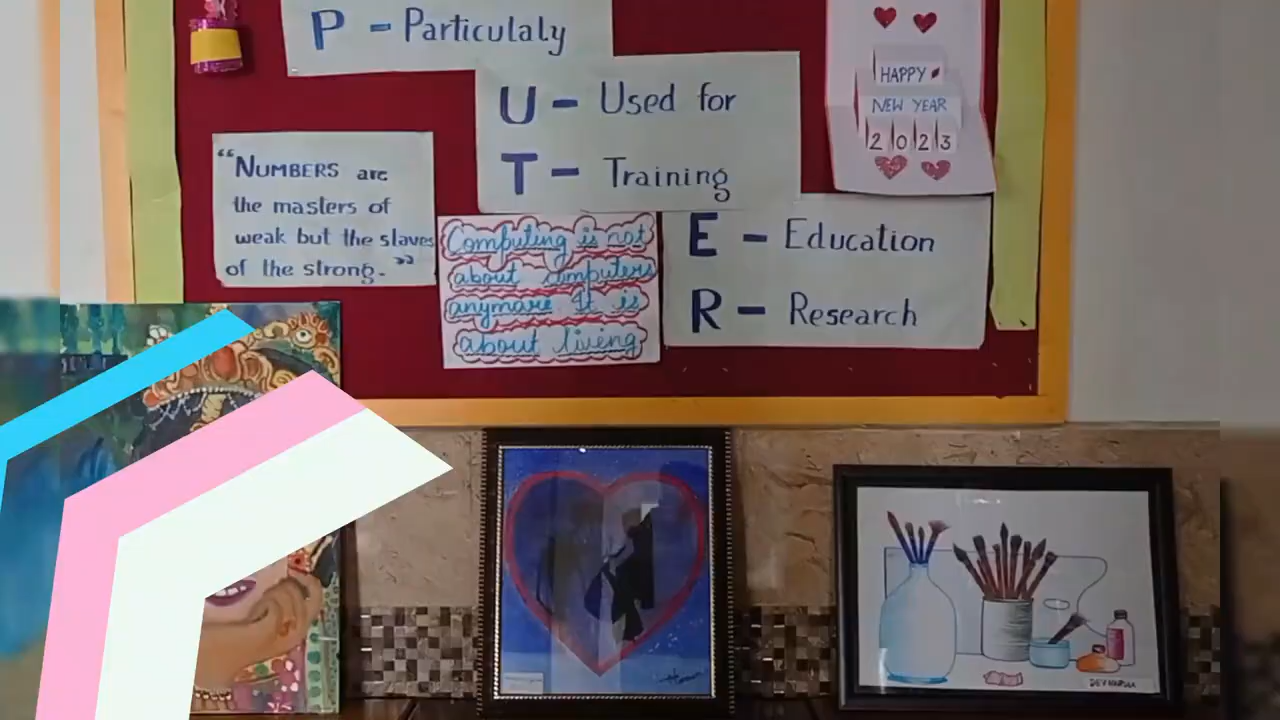 P - Particulaly
U - Used for
T - Training
E - Education
R - Research
"NUMBERS are
the masters of
weak but the slaves
of the strong."
Computing is not
about computers
anymore It is
about liveing
HAPPY
NEW YEAR
2023